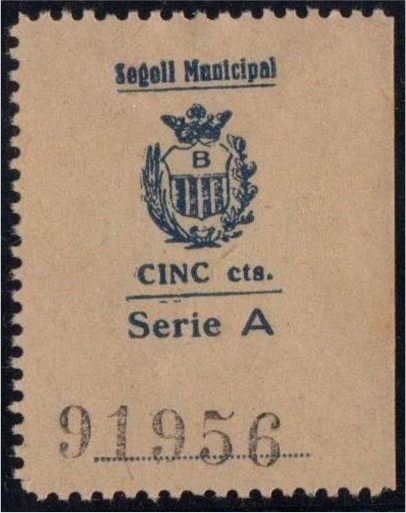 Segell Municipal
B
CINC cts.
Serie A
91956